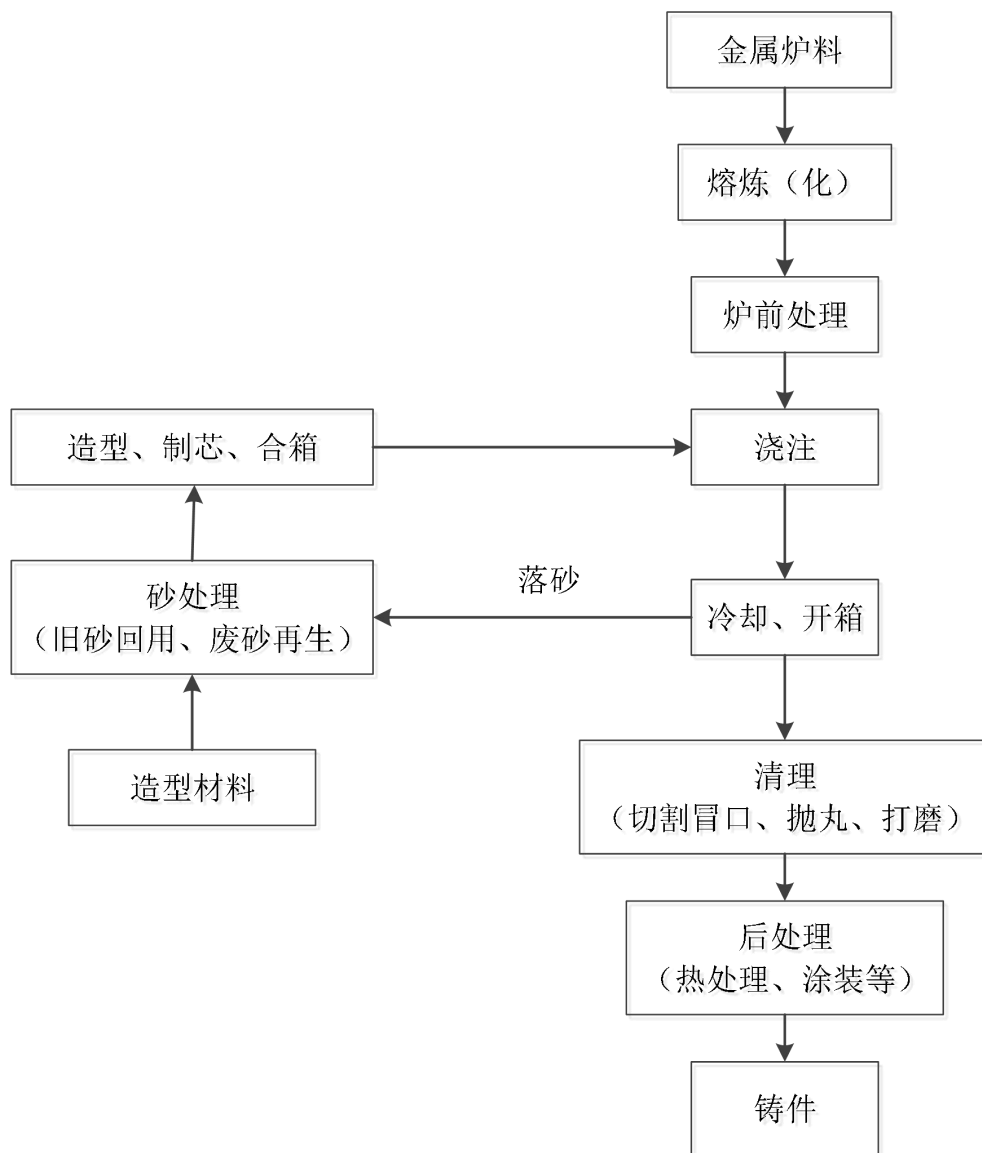 金属炉料
熔炼（化）
炉前处理
造型、制芯、合箱
浇注
落砂
砂处理
（旧砂回用、废砂再生）
冷却、开箱
造型材料
清理
（切割冒口、抛丸、打磨）
后处理
（热处理、涂装等）
铸件